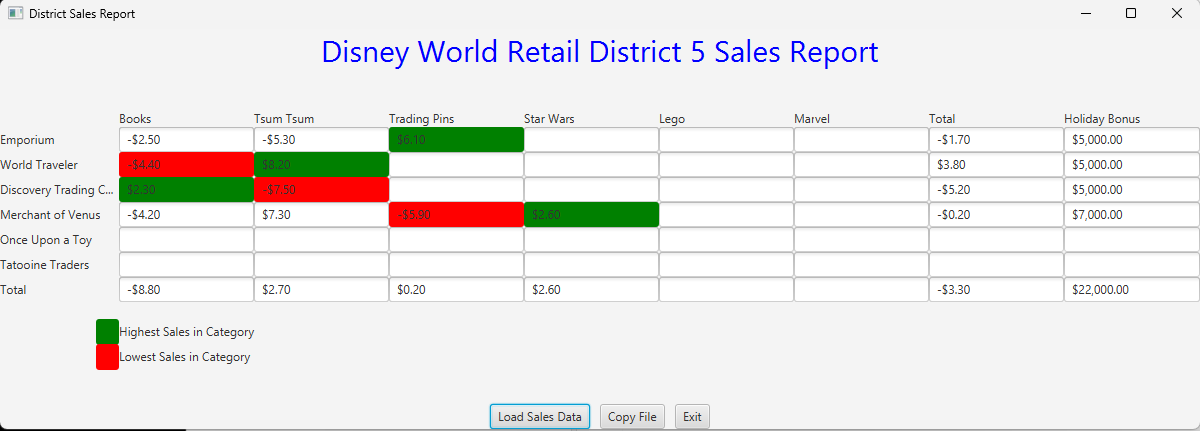 District Sales Report
Disney World Retail District 5 Sales Report
Books Tsum Tsum Trading Pins Star Wars Lego Marvel Total Holiday Bonus
Emporium -$2.50 -$5.30 $6.10 -$1.70 $5,000.00
World Traveler -$4.40 $8.20 $3.80 $5,000.00
Discovery Trading C... $2.30 -$7.50 -$5.20 $5,000.00
Merchant of Venus -$4.20 $7.30 -$5.90 $2.60 -$0.20 $7,000.00
Once Upon a Toy
Tatooine Traders
Total -$8.80 $2.70 $0.20 $2.60 -$3.30 $22,000.00
Highest Sales in Category
Lowest Sales in Category
Load Sales Data Copy File Exit